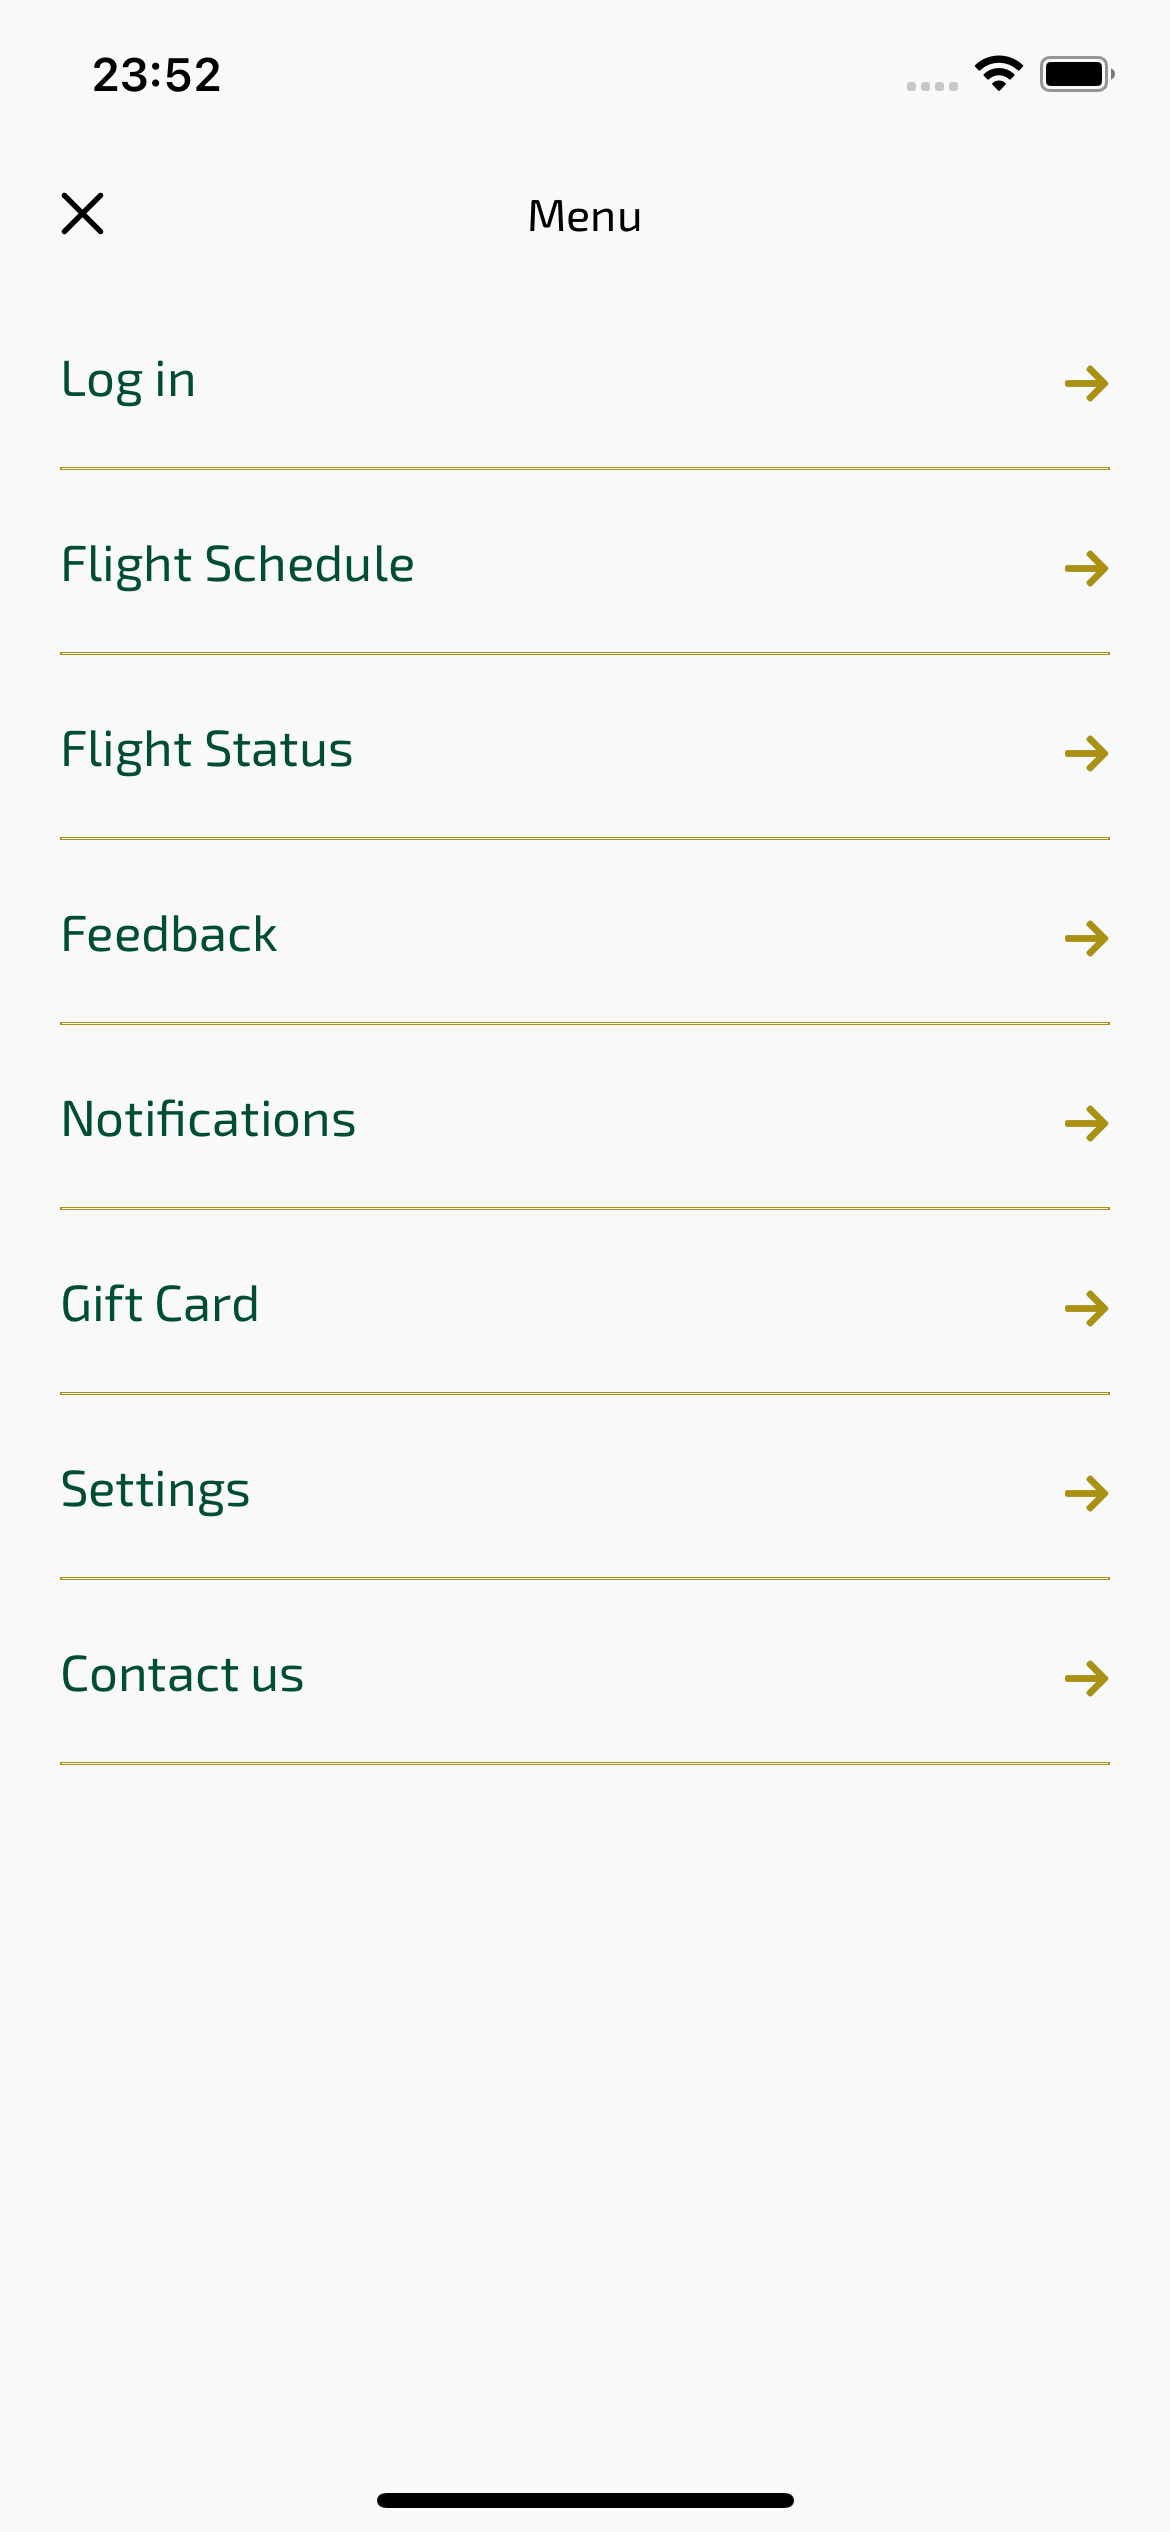 23:52
Menu
Log in
Flight Schedule
Flight Status
Feedback
Notifications
Gift Card
Settings
Contact us